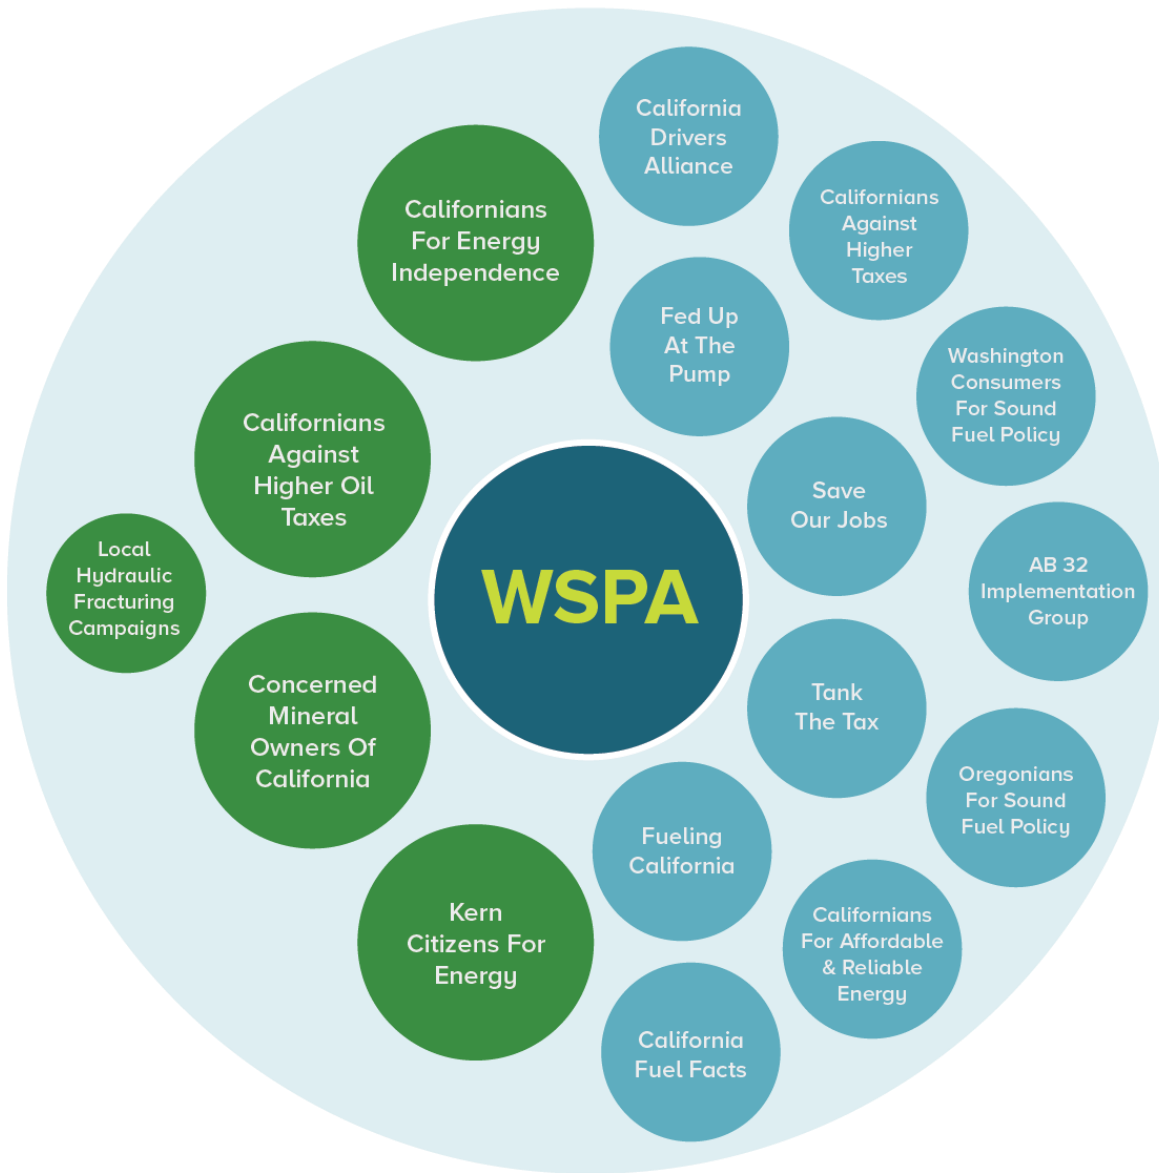 California
Drivers
Alliance
Californians
For Energy
Independence
Californians
Against
Higher
Taxes
Fed Up
At The
Pump
Washington
Consumers
For Sound
Fuel Policy
Californians
Against
Higher Oil
Taxes
Save
Our Jobs
Local
Hydraulic
Fracturing
Campaigns
WSPA
AB 32
Implementation
Group
Concerned
Mineral
Owners Of
California
Tank
The Tax
Oregonians
For Sound
Fuel Policy
Fueling
California
Kern
Citizens For
Energy
Californians
For Affordable
& Reliable
Energy
California
Fuel Facts